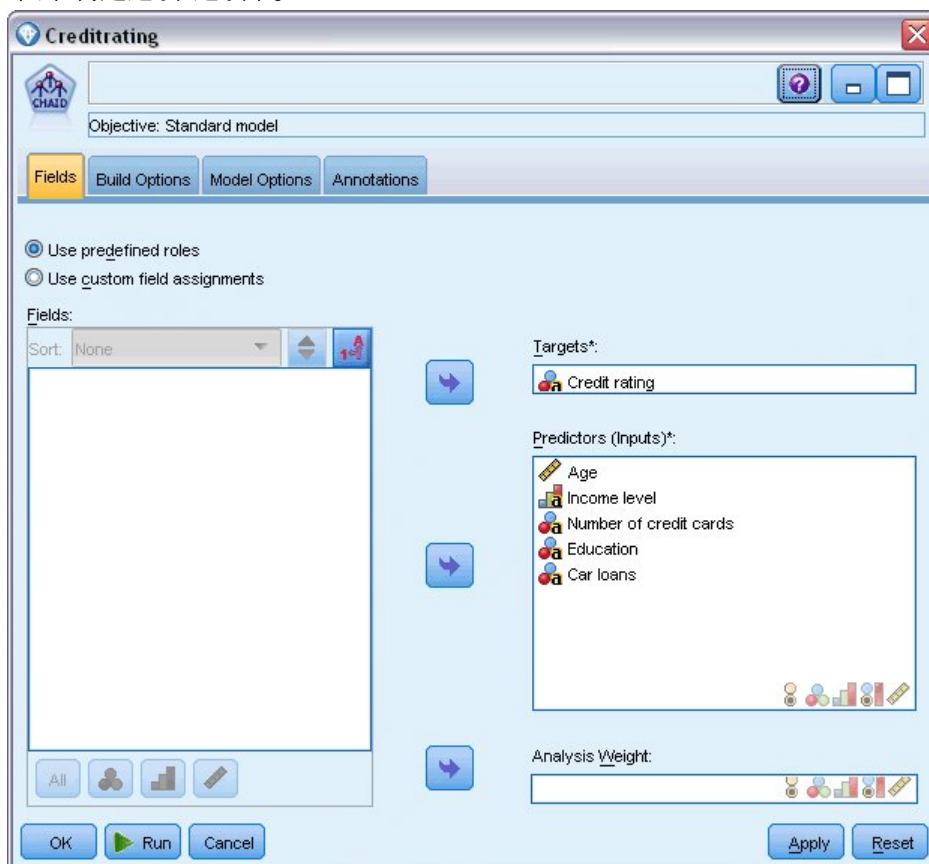 Creditrating
CHAID
Objective: Standard model
Fields Build Options Model Options Annotations
Use predefined roles
Use custom field assignments
Fields:
Sort: None
Targets*:
Credit rating
Predictors (Inputs)*:
Age
Income level
Number of credit cards
Education
Car loans
All
Analysis Weight:
OK Run Cancel Apply Reset